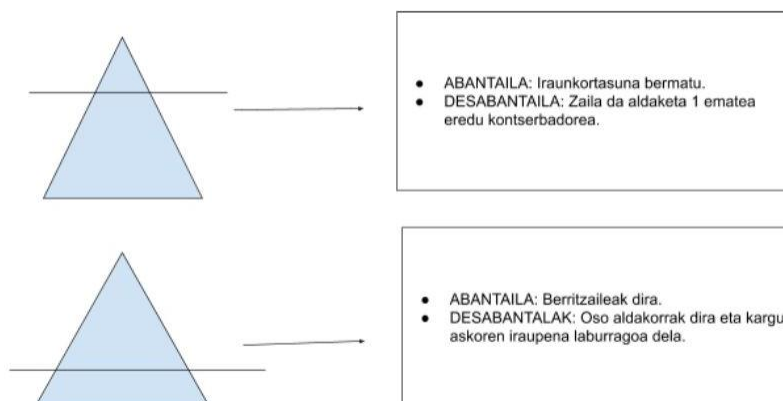 ● ABANTAILA: Iraunkortasuna bermatu.
● DESABANTAILA: Zaila da aldaketa 1 ematea
eredu kontserbadorea.
● ABANTAILA: Berritzaileak dira.
● DESABANTALAK: Oso aldakorrak dira eta kargu
askoren iraupena laburragoa dela.